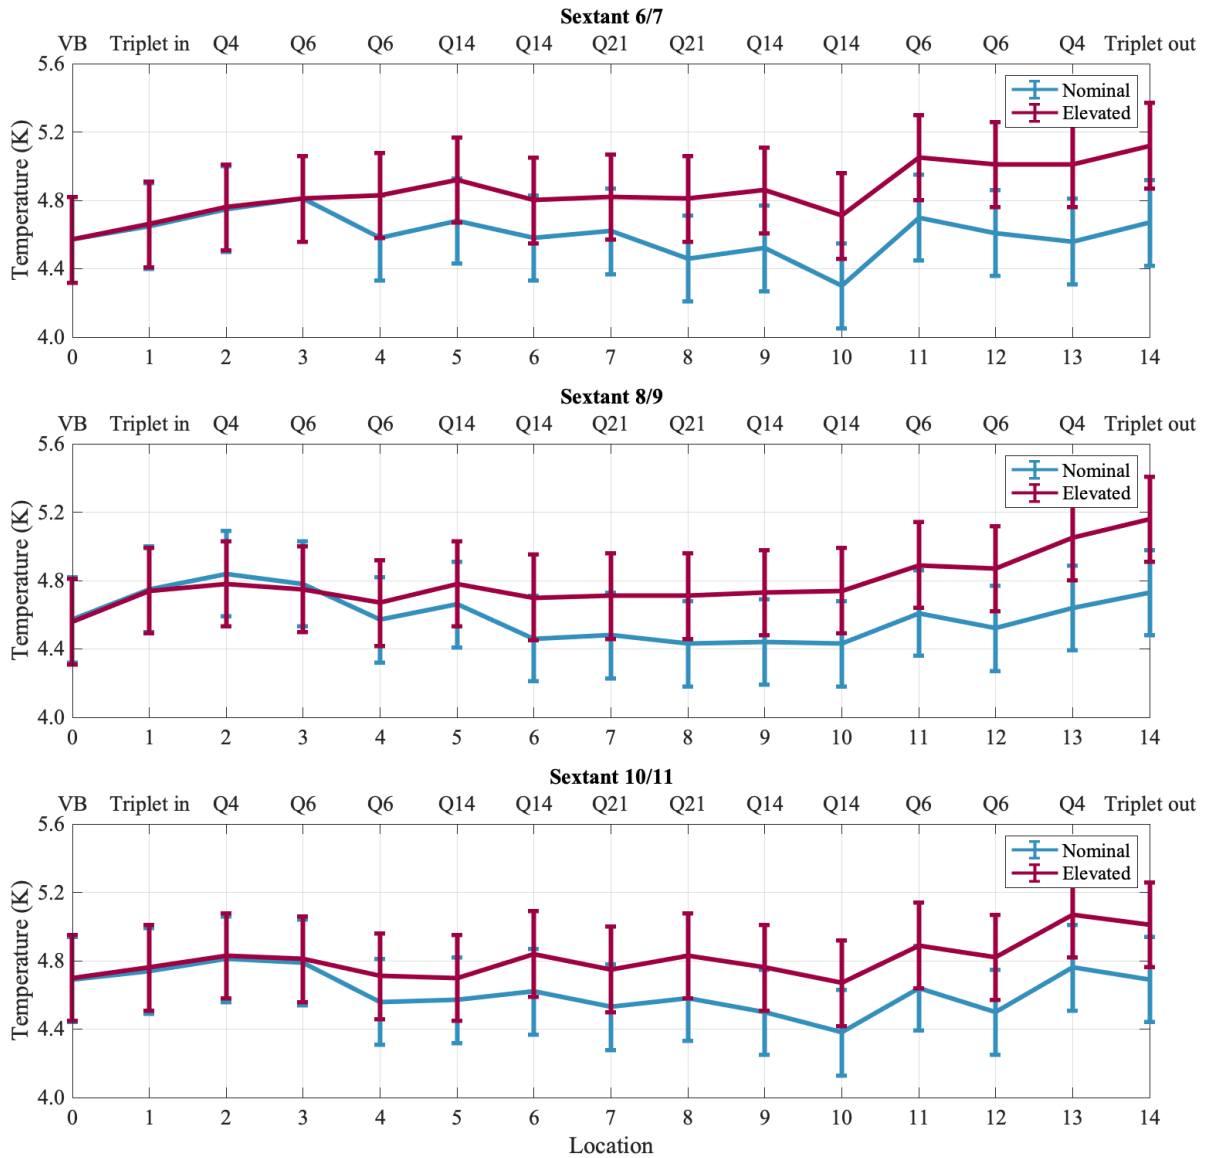 Sextant 6/7
VB Triplet in Q4 Q6 Q6 Q14 Q14 Q21 Q21 Q14 Q14 Q6 Q6 Q4 Triplet out
5.6
5.2
4.8
4.4
4.0
Temperature (K)
Nominal
Elevated
0 1 2 3 4 5 6 7 8 9 10 11 12 13 14
Sextant 8/9
VB Triplet in Q4 Q6 Q6 Q14 Q14 Q21 Q21 Q14 Q14 Q6 Q6 Q4 Triplet out
5.6
5.2
4.8
4.4
4.0
Temperature (K)
Nominal
Elevated
0 1 2 3 4 5 6 7 8 9 10 11 12 13 14
Sextant 10/11
VB Triplet in Q4 Q6 Q6 Q14 Q14 Q21 Q21 Q14 Q14 Q6 Q6 Q4 Triplet out
5.6
5.2
4.8
4.4
4.0
Temperature (K)
Nominal
Elevated
0 1 2 3 4 5 6 7 8 9 10 11 12 13 14
Location